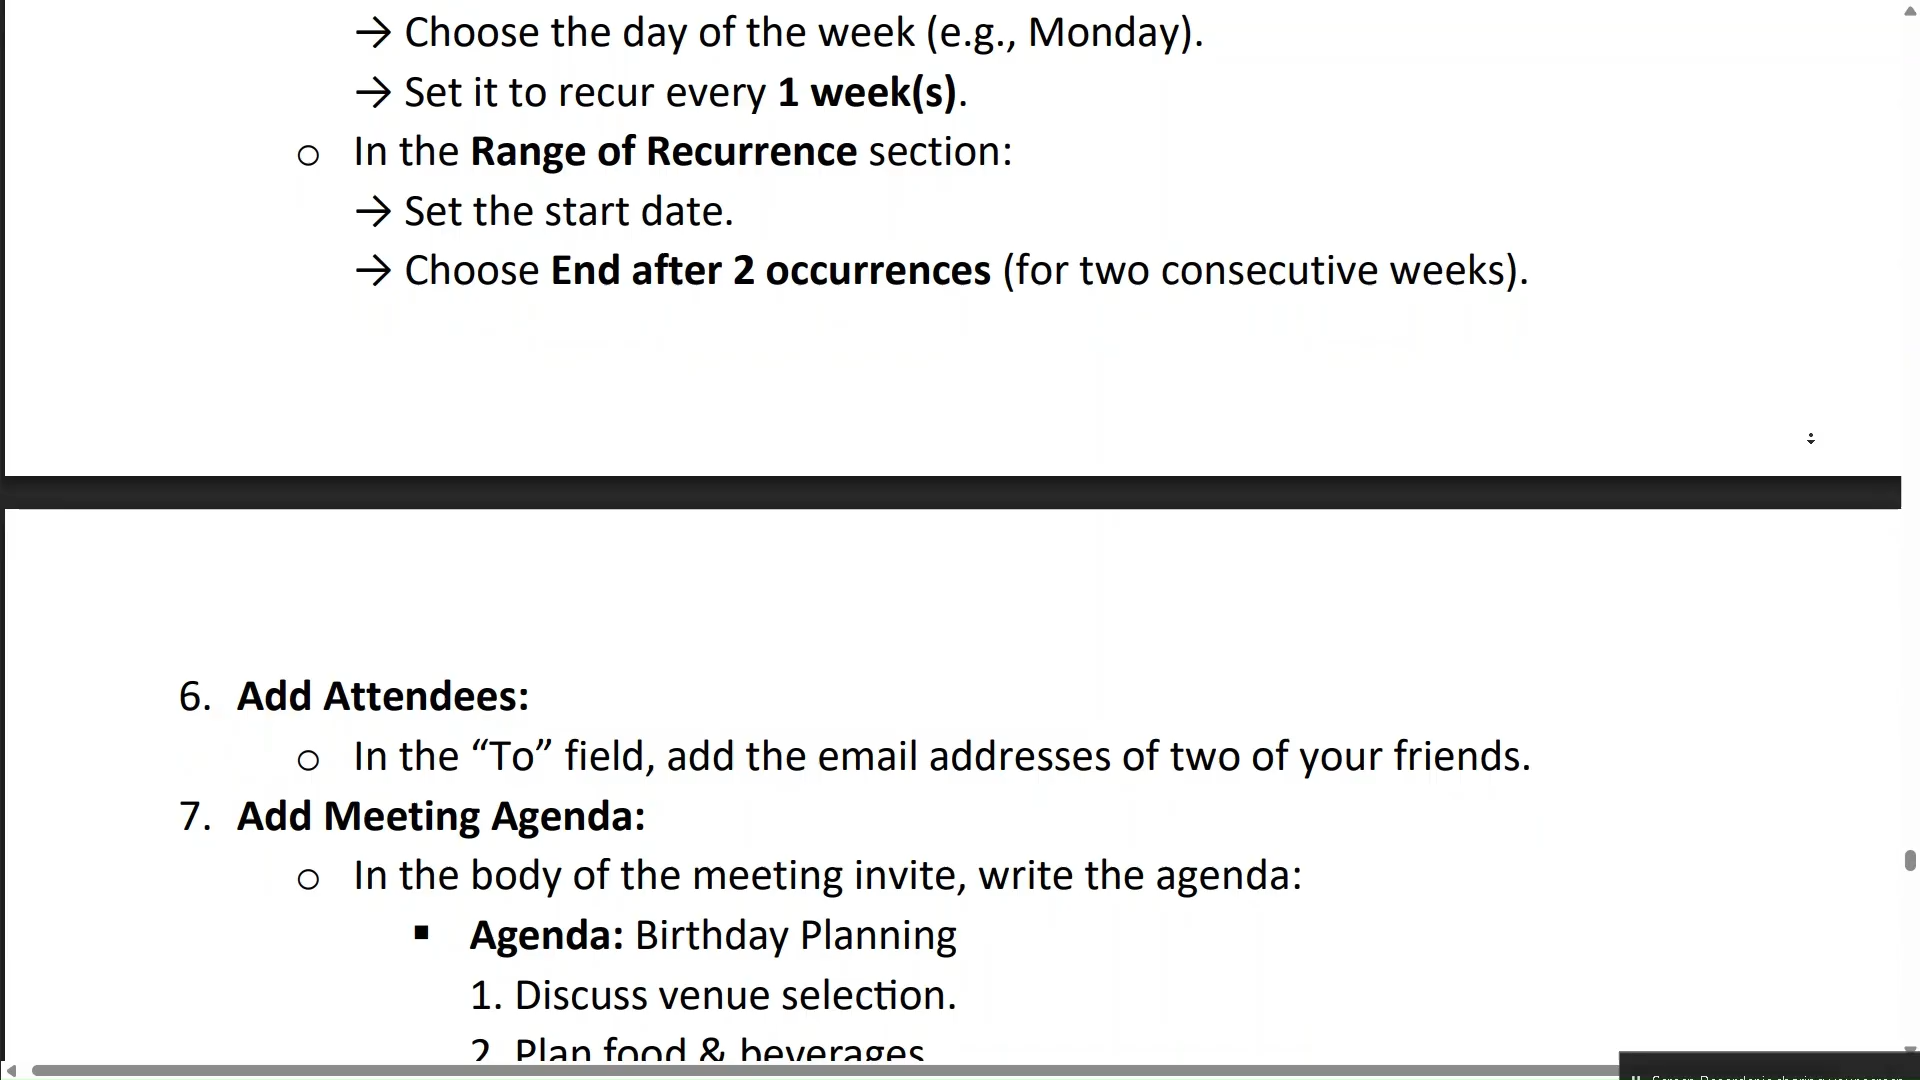 → Choose the day of the week (e.g., Monday).
→ Set it to recur every 1 week(s).
o In the Range of Recurrence section:
→ Set the start date.
→ Choose End after 2 occurrences (for two consecutive weeks).
6. Add Attendees:
o In the “To” field, add the email addresses of two of your friends.
7. Add Meeting Agenda:
o In the body of the meeting invite, write the agenda:
▪ Agenda: Birthday Planning
1. Discuss venue selection.
2. Plan food & beverages